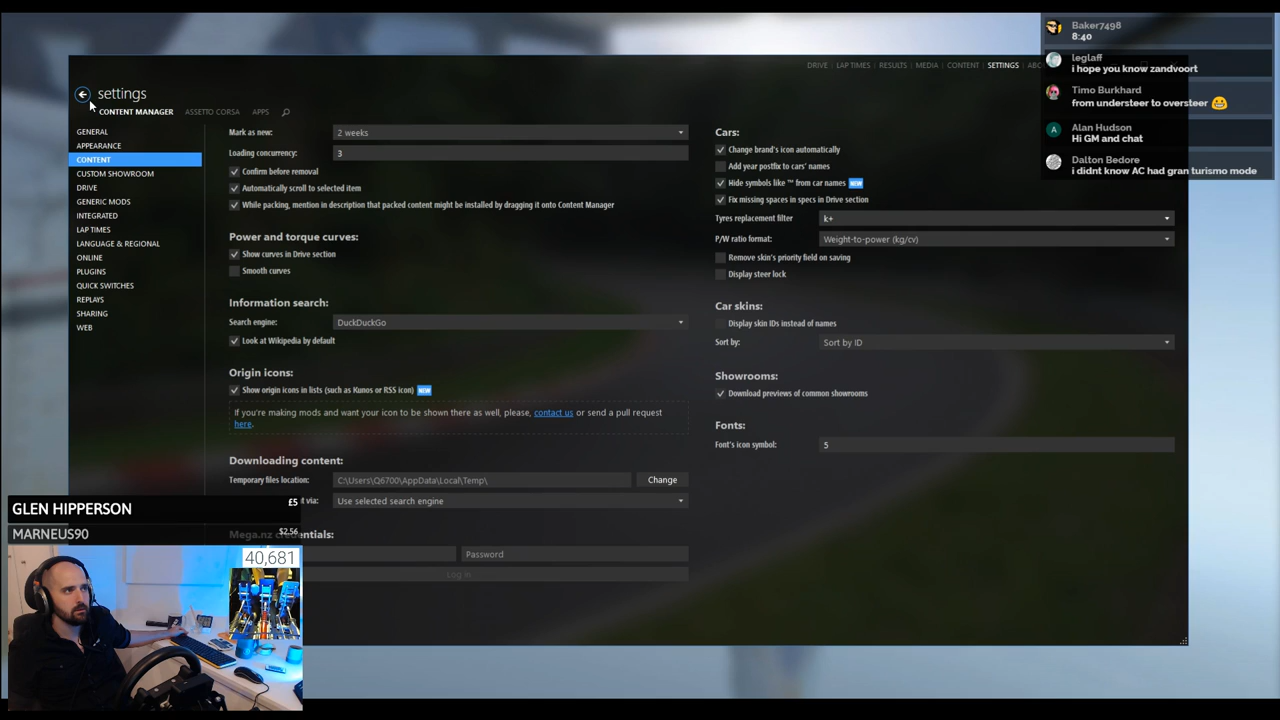 DRIVE LAP TIMES RESULTS MEDIA CONTENT SETTINGS
settings
CONTENT MANAGER ASSETTO CORSA APPS
GENERAL
APPEARANCE
CONTENT
CUSTOM SHOWROOM
DRIVE
GENERIC MODS
INTEGRATED
LAP TIMES
LANGUAGE & REGIONAL
ONLINE
PLUGINS
QUICK SWITCHES
REPLAYS
SHARING
WEB
Mark as new: 2 weeks
Loading concurrency: 3
Confirm before removal
Automatically scroll to selected item
While packing, mention in description that packed content might be installed by dragging it onto Content Manager
Power and torque curves:
Show curves in Drive section
Smooth curves
Information search:
Search engine: DuckDuckGo
Look at Wikipedia by default
Origin icons:
Show origin icons in lists (such as Kunos or RSS icon) NEW
If you're making mods and want your icon to be shown there as well, please, contact us or send a pull request
here.
Downloading content:
Temporary files location: C:\Users\Q6700\AppData\Local\Temp\ Change
via: Use selected search engine
Mega.nz credentials:
Password
Log in
Cars:
Change brand's icon automatically
Add year postfix to cars' names
Hide symbols like ™ from car names NEW
Fix missing spaces in specs in Drive section
Tyres replacement filter k+
P/W ratio format: Weight-to-power (kg/cv)
Remove skin's priority field on saving
Display steer lock
Car skins:
Display skin IDs instead of names
Sort by: Sort by ID
Showrooms:
Download previews of common showrooms
Fonts:
Font's icon symbol: 5
Baker7498
8:40
leglaff
i hope you know zandvoort
Timo Burkhard
from understeer to oversteer 😀
A
Alan Hudson
Hi GM and chat
Dalton Bedore
i didnt know AC had gran turismo mode
GLEN HIPPERSON £5
MARNEUS90 $2.56
40,681